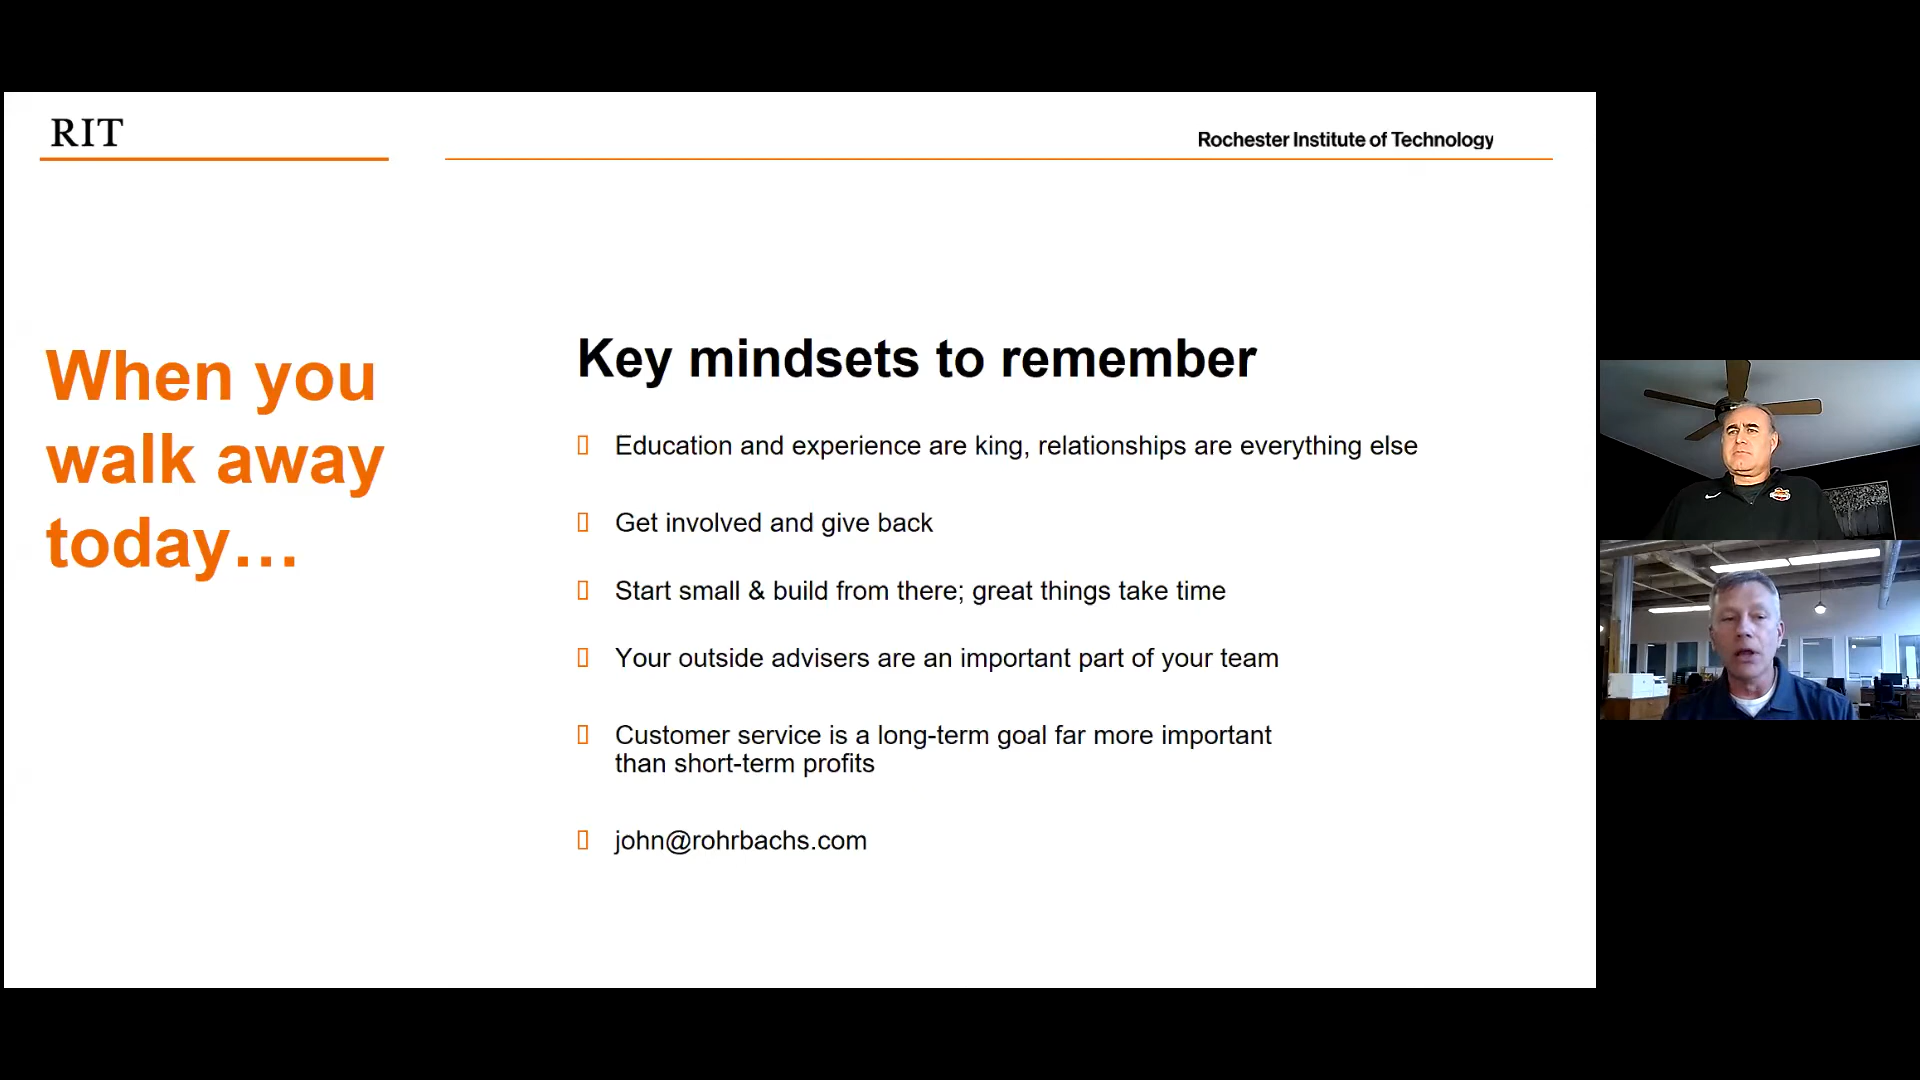 RIT
Rochester Institute of Technology
When you
walk away
today…
Key mindsets to remember
Education and experience are king, relationships are everything else
Get involved and give back
Start small & build from there; great things take time
Your outside advisers are an important part of your team
Customer service is a long-term goal far more important
than short-term profits
john@rohrbachs.com